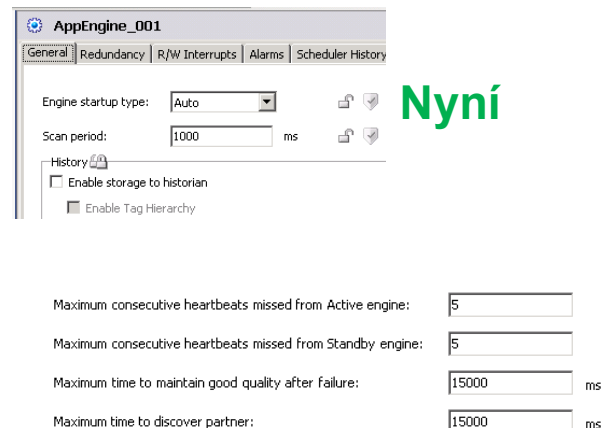 AppEngine_001
General Redundancy R/W Interrupts Alarms Scheduler History
Engine startup type: Auto
Nyní
Scan period: 1000 ms
History
Enable storage to historian
Enable Tag Hierarchy
Maximum consecutive heartbeats missed from Active engine: 5
Maximum consecutive heartbeats missed from Standby engine: 5
Maximum time to maintain good quality after failure: 15000 ms
Maximum time to discover partner: 15000 ms